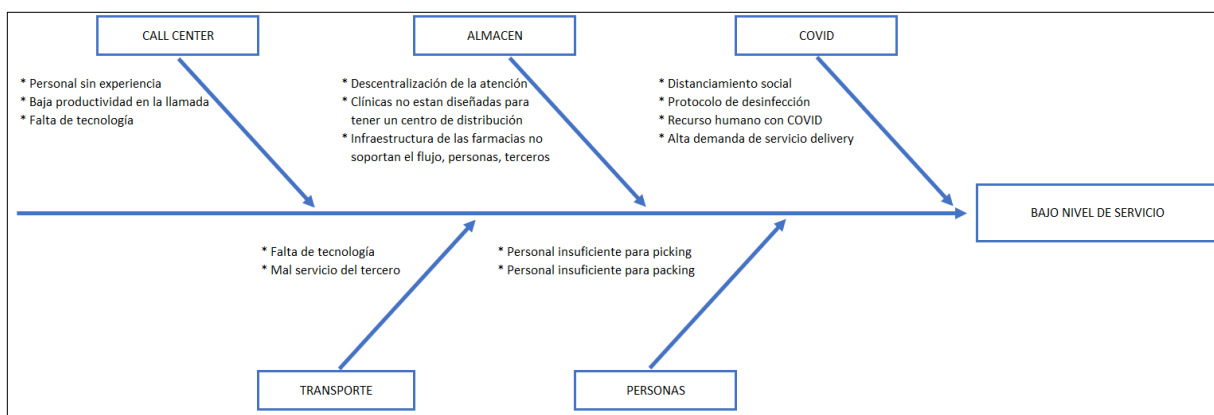 CALL CENTER
ALMACEN
COVID
* Personal sin experiencia
* Baja productividad en la llamada
* Falta de tecnología
* Descentralización de la atención
* Clínicas no estan diseñadas para
tener un centro de distribución
* Infraestructura de las farmacias no
soportan el flujo, personas, terceros
* Distanciamiento social
* Protocolo de desinfección
* Recurso humano con COVID
* Alta demanda de servicio delivery
BAJO NIVEL DE SERVICIO
* Falta de tecnología
* Mal servicio del tercero
* Personal insuficiente para picking
* Personal insuficiente para packing
TRANSPORTE
PERSONAS